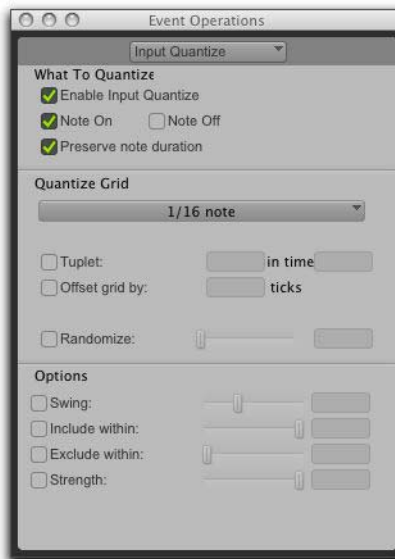 Event Operations
Input Quantize
What To Quantize
Enable Input Quantize
Note On Note Off
Preserve note duration
Quantize Grid
1/16 note
Tuplet: in time
Offset grid by: ticks
Randomize:
Options
Swing:
Include within:
Exclude within:
Strength: